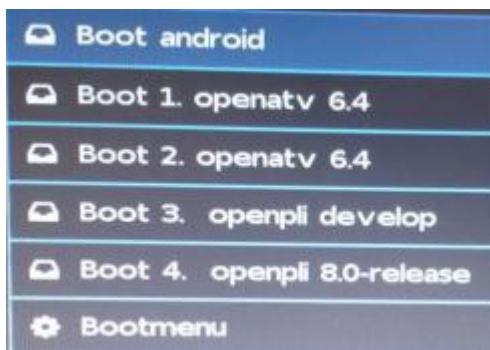 Boot android
Boot 1. openatv 6.4
Boot 2. openatv 6.4
Boot 3. openpli develop
Boot 4. openpli 8.0-release
Bootmenu